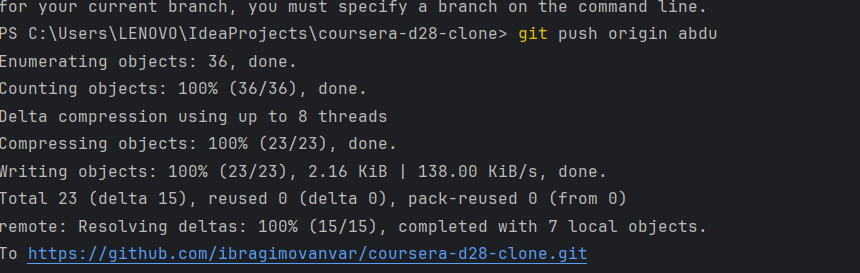 for your current branch, you must specify a branch on the command line.
PS C:\Users\LENOVO\IdeaProjects\coursera-d28-clone> git push origin abdu
Enumerating objects: 36, done.
Counting objects: 100% (36/36), done.
Delta compression using up to 8 threads
Compressing objects: 100% (23/23), done.
Writing objects: 100% (23/23), 2.16 KiB | 138.00 KiB/s, done.
Total 23 (delta 15), reused 0 (delta 0), pack-reused 0 (from 0)
remote: Resolving deltas: 100% (15/15), completed with 7 local objects.
To https://github.com/ibragimovanvar/coursera-d28-clone.git